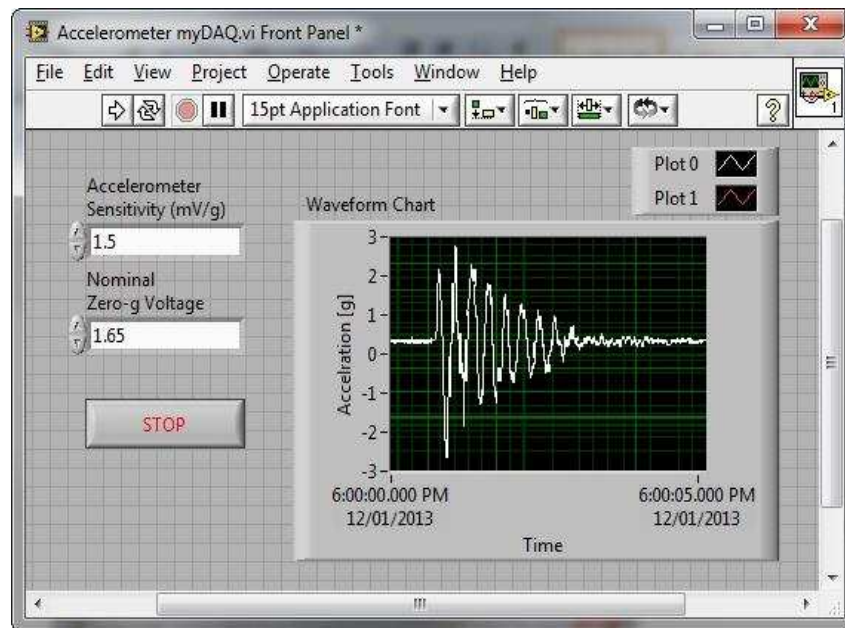 Accelerometer myDAQ.vi Front Panel *
File Edit View Project Operate Tools Window Help
15pt Application Font
1
Plot 0
Plot 1
Accelerometer
Sensitivity (mV/g)
1.5
Nominal
Zero-g Voltage
1.65
STOP
Waveform Chart
Accelration [g]
3
2
1
0
-1
-2
-3
6:00:00.000 PM
12/01/2013
6:00:05.000 PM
12/01/2013
Time